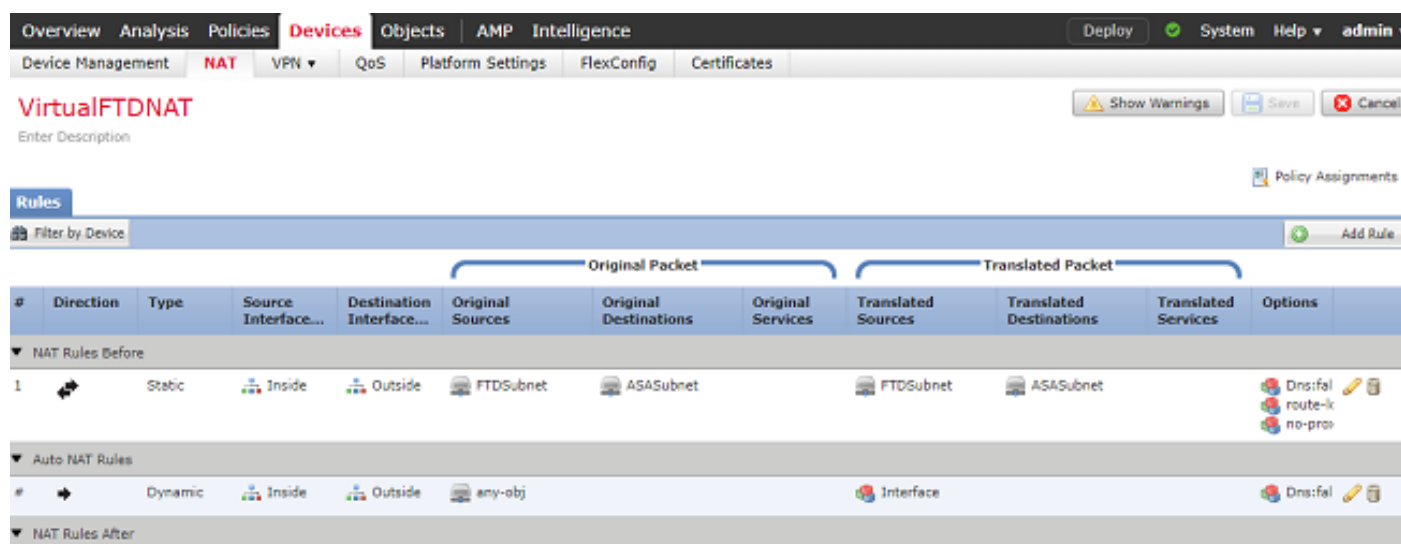 Overview Analysis Policies Devices Objects AMP Intelligence Deploy System Help admin
Device Management NAT VPN QoS Platform Settings FlexConfig Certificates
VirtualFTDNAT Show Warnings Save Cancel
Enter Description
Policy Assignments
Rules
Filter by Device Add Rule
Original Packet Translated Packet
# Direction Type Source Interface... Destination Interface... Original Sources Original Destinations Original Services Translated Sources Translated Destinations Translated Services Options
NAT Rules Before
1 Static Inside Outside FTDSubnet ASASubnet FTDSubnet ASASubnet Dns:fal
route-lo
no-prox
Auto NAT Rules
# Dynamic Inside Outside any-obj Interface Dns:fal
NAT Rules After